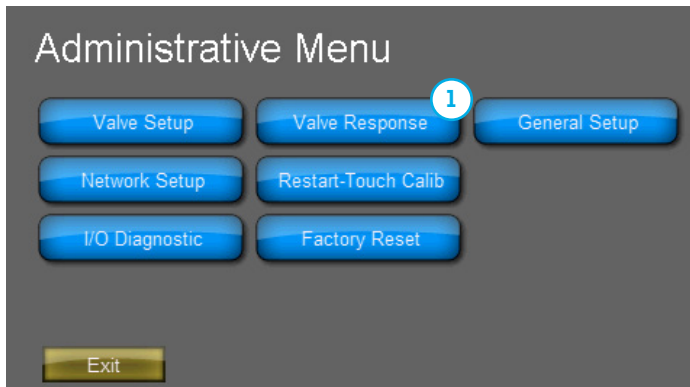 Administrative Menu
1
Valve Setup
Valve Response
General Setup
Network Setup
Restart-Touch Calib
I/O Diagnostic
Factory Reset
Exit